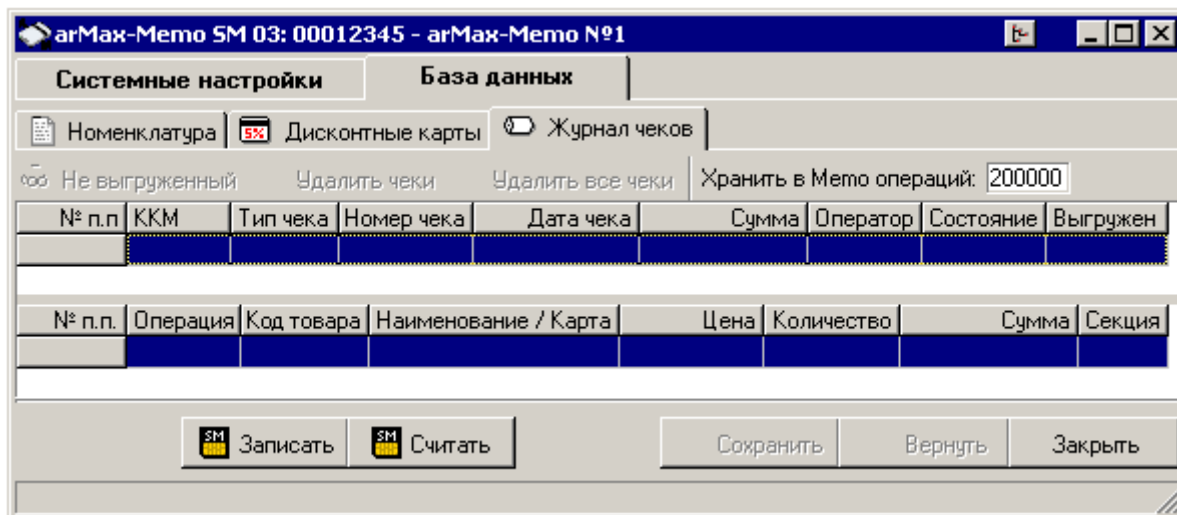 arMax-Memo SM 03: 00012345 - arMax-Memo №1
Системные настройки База данных
Номенклатура 5% Дисконтные карты Журнал чеков
Не выгруженный Удалить чеки Удалить все чеки Хранить в Memo операций: 200000
№ п.п ККМ Тип чека Номер чека Дата чека Сумма Оператор Состояние Выгружен
№ п.п. Операция Код товара Наименование / Карта Цена Количество Сумма Секция
SM Записать SM Считать Сохранить Вернуть Закрыть